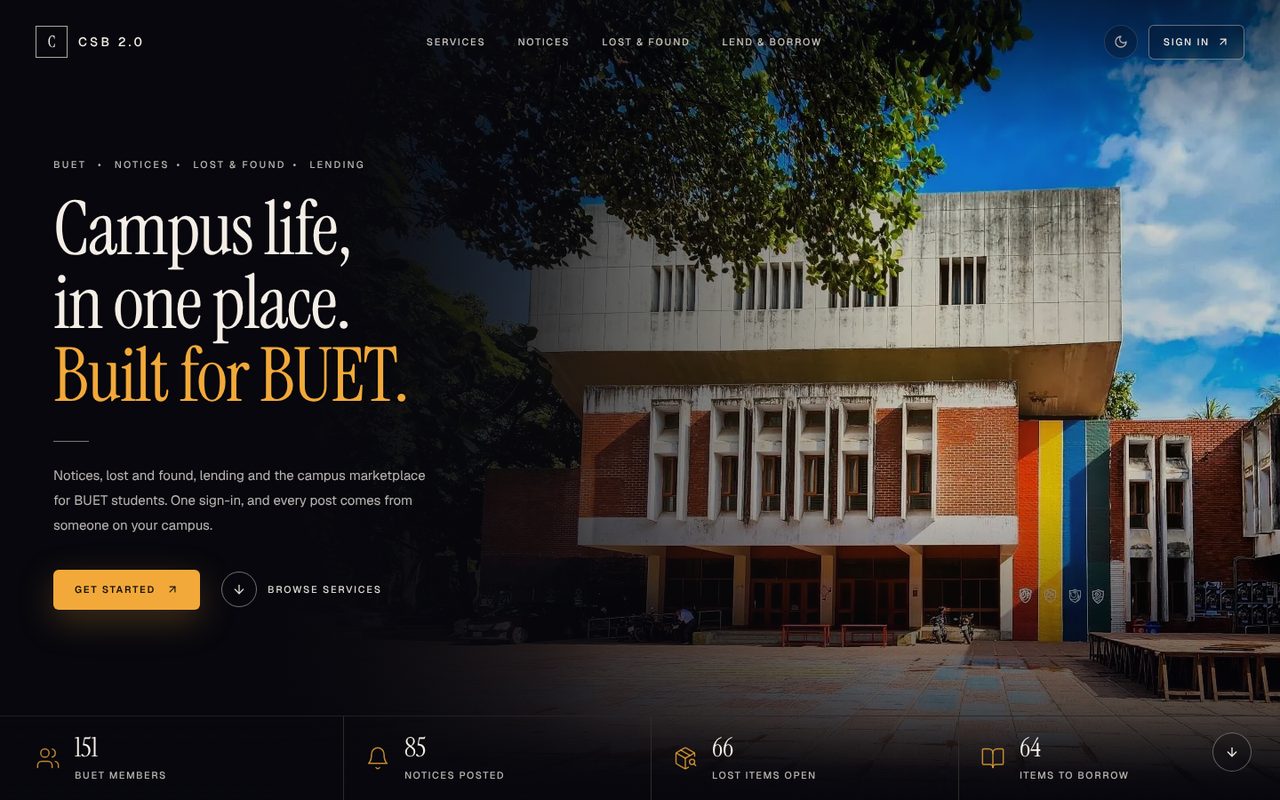 C CSB 2.0
SERVICES NOTICES LOST & FOUND LEND & BORROW
SIGN IN
BUET • NOTICES • LOST & FOUND • LENDING
Campus life,
in one place.
Built for BUET.
Notices, lost and found, lending and the campus marketplace
for BUET students. One sign-in, and every post comes from
someone on your campus.
GET STARTED
BROWSE SERVICES
151
BUET MEMBERS
85
NOTICES POSTED
66
LOST ITEMS OPEN
64
ITEMS TO BORROW